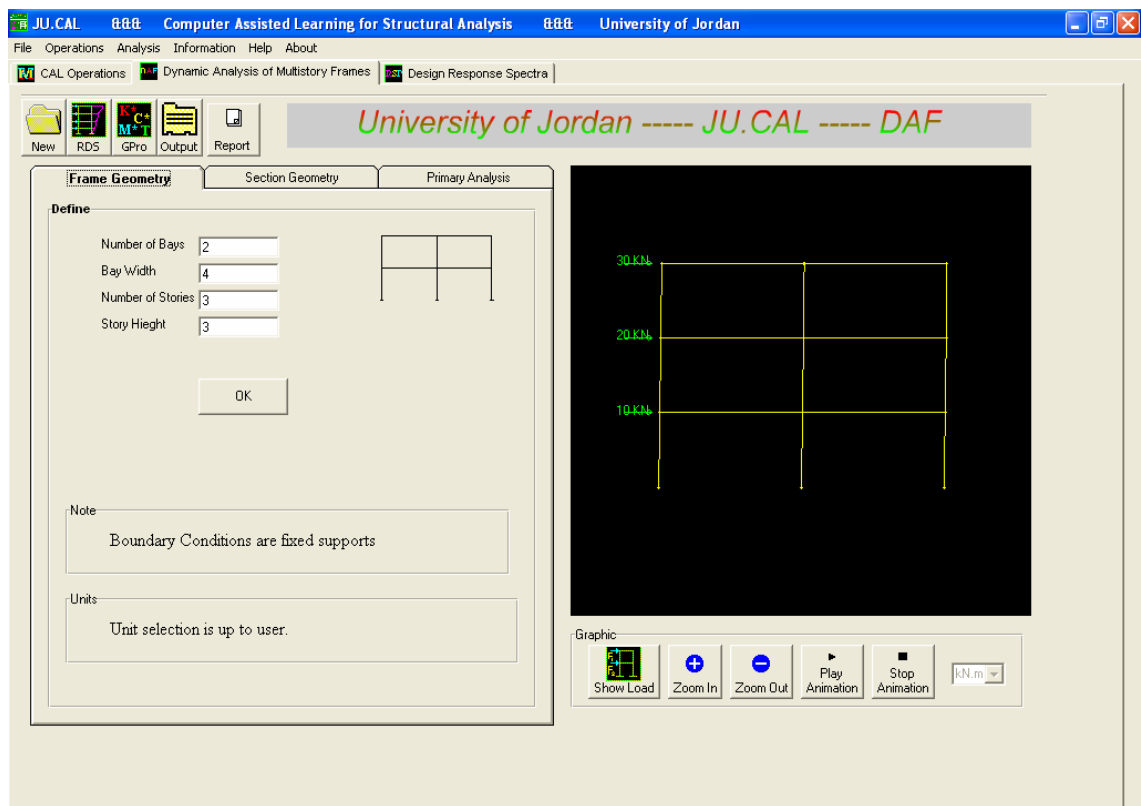 JU.CAL &&& Computer Assisted Learning for Structural Analysis &&& University of Jordan
File Operations Analysis Information Help About
CAL Operations DAF Dynamic Analysis of Multistory Frames DSR Design Response Spectra
New RDS GPro Output Report
K* C* M* T
University of Jordan ----- JU.CAL ----- DAF
Frame Geometry Section Geometry Primary Analysis
Define
Number of Bays 2
Bay Width 4
Number of Stories 3
Story Hieght 3
OK
Note
Boundary Conditions are fixed supports
Units
Unit selection is up to user.
30 KN
20 KN
10 KN
Graphic
Show Load Zoom In Zoom Out Play Animation Stop Animation kN.m